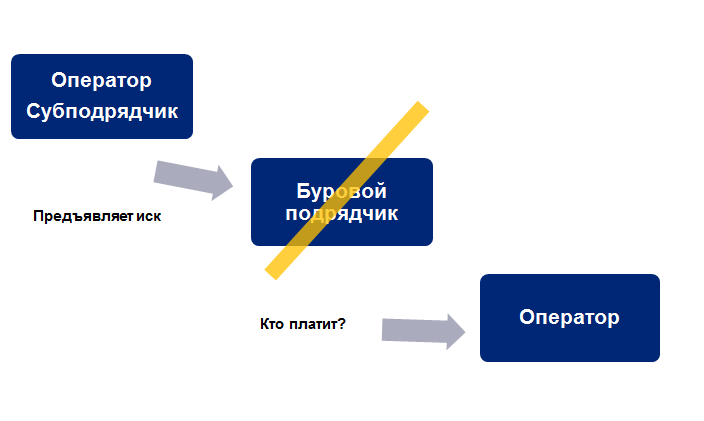 Оператор
Субподрядчик
Предъявляет иск
Буровой
подрядчик
Кто платит?
Оператор